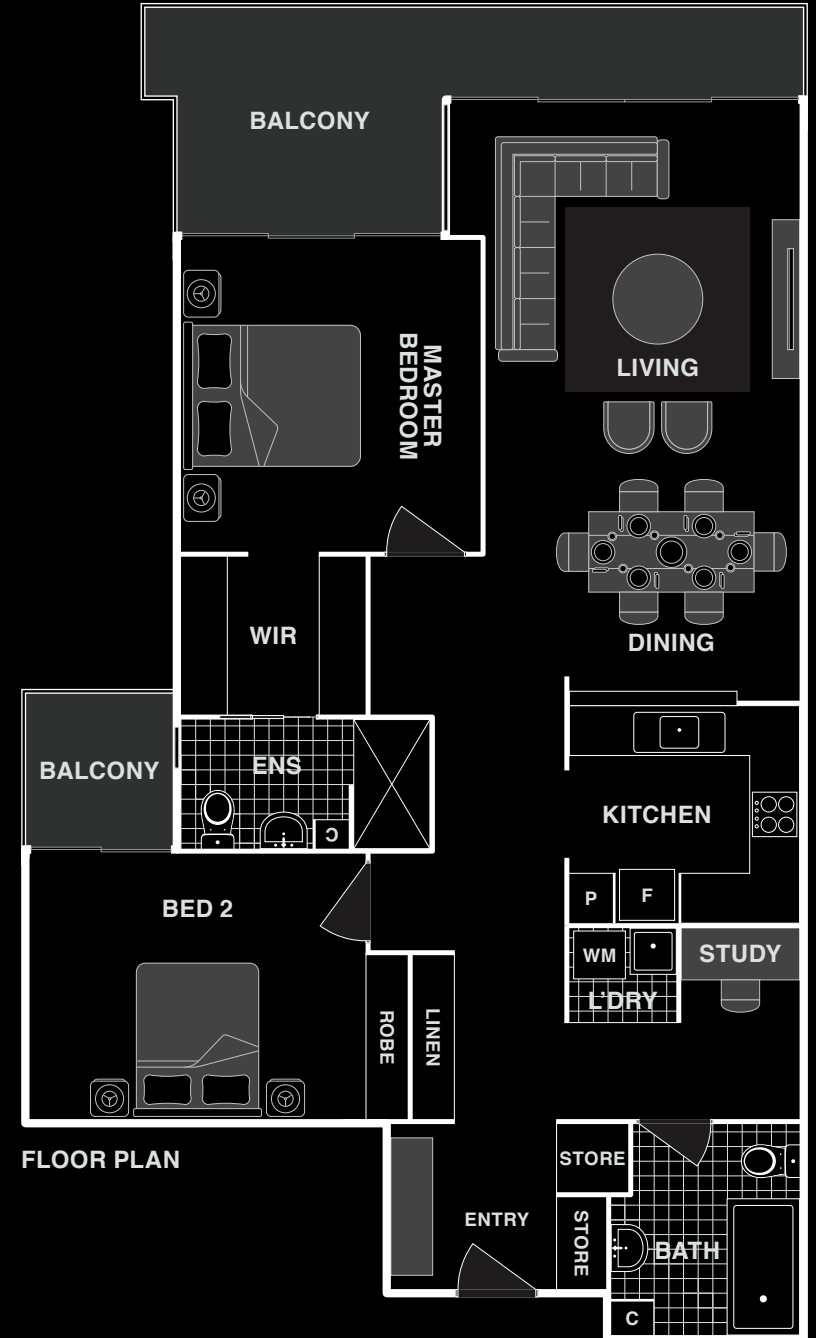 BALCONY
MASTER
BEDROOM
LIVING
DINING
WIR
BALCONY
ENS
C
KITCHEN
P
F
BED 2
WM
STUDY
L'DRY
ROBE
LINEN
FLOOR PLAN
STORE
ENTRY
STORE
BATH
C